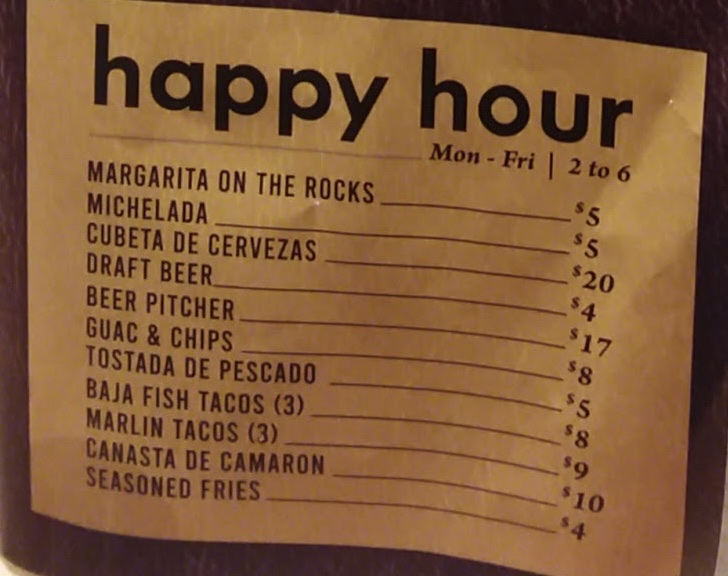 happy hour
Mon - Fri | 2 to 6
MARGARITA ON THE ROCKS $5
MICHELADA $5
CUBETA DE CERVEZAS $20
DRAFT BEER $4
BEER PITCHER $17
GUAC & CHIPS $8
TOSTADA DE PESCADO $5
BAJA FISH TACOS (3) $8
MARLIN TACOS (3) $9
CANASTA DE CAMARON $10
SEASONED FRIES $4